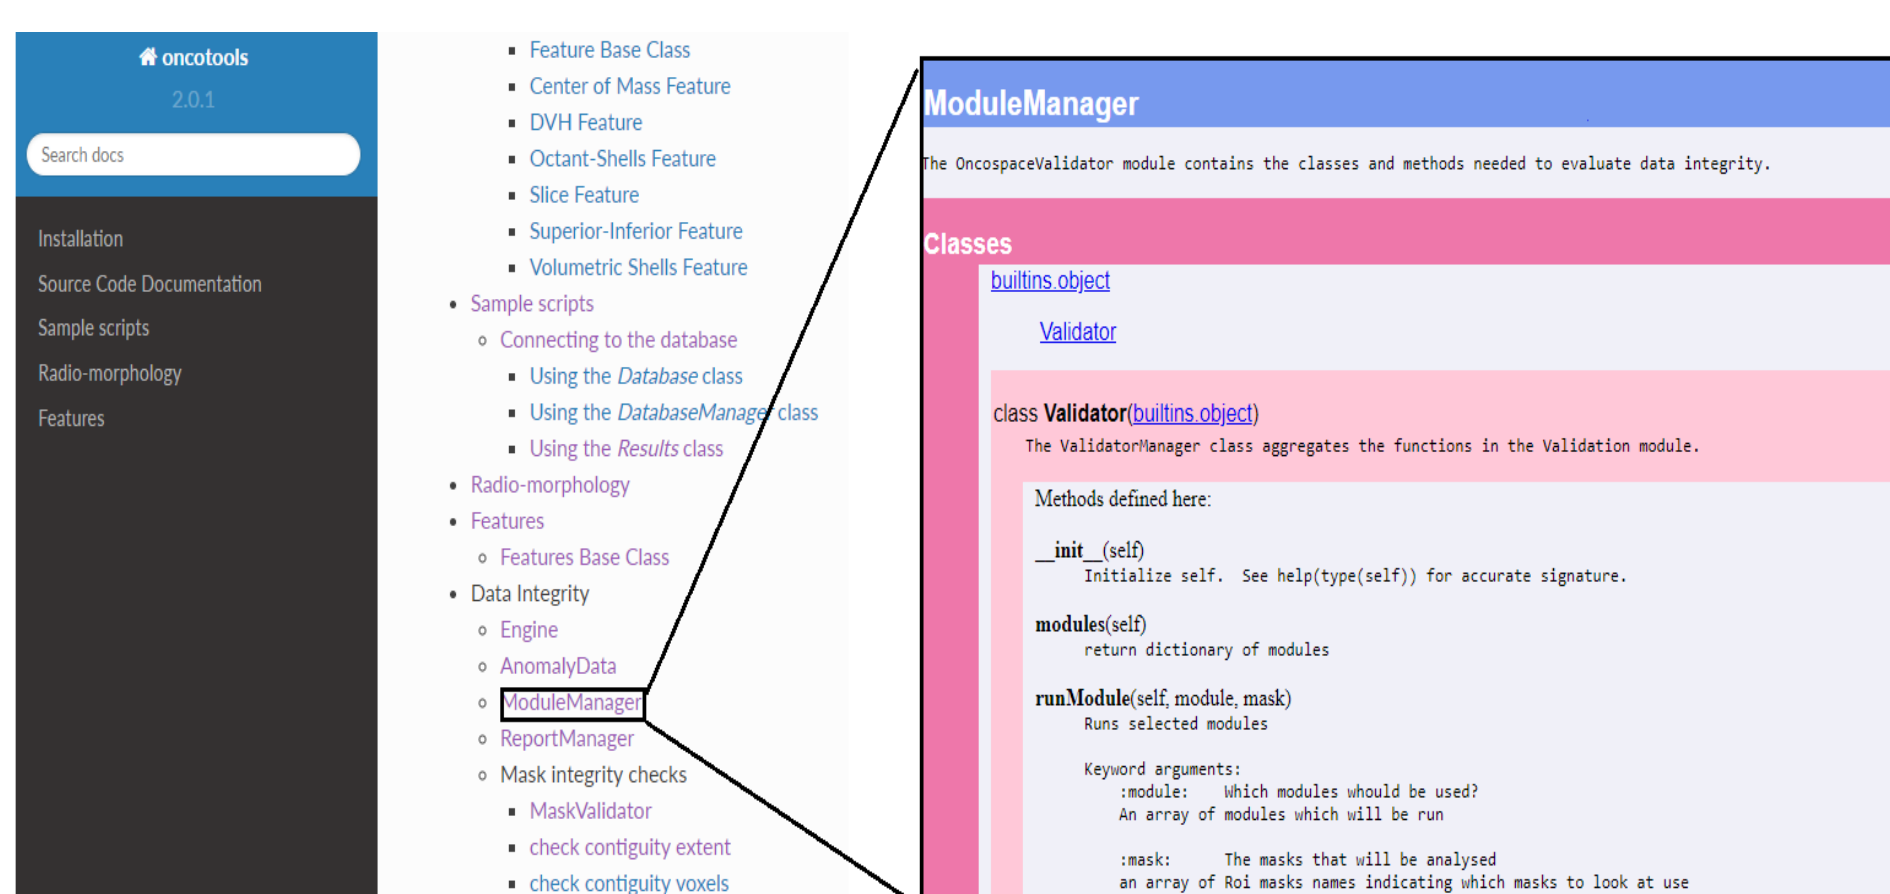 oncotools
2.0.1
Search docs
Installation
Source Code Documentation
Sample scripts
Radio-morphology
Features
Feature Base Class
Center of Mass Feature
DVH Feature
Octant-Shells Feature
Slice Feature
Superior-Inferior Feature
Volumetric Shells Feature
Sample scripts
Connecting to the database
Using the Database class
Using the DatabaseManager class
Using the Results class
Radio-morphology
Features
Features Base Class
Data Integrity
Engine
AnomalyData
ModuleManager
ReportManager
Mask integrity checks
MaskValidator
check contiguity extent
check contiguity voxels
ModuleManager
The OncospaceValidator module contains the classes and methods needed to evaluate data integrity.
Classes
builtins.object
Validator
class Validator(builtins.object)
The ValidatorManager class aggregates the functions in the Validation module.
Methods defined here:
__init__(self)
Initialize self.  See help(type(self)) for accurate signature.
modules(self)
return dictionary of modules
runModule(self, module, mask)
Runs selected modules
Keyword arguments:
:module:    Which modules whould be used?
An array of modules which will be run
:mask:      The masks that will be analysed
an array of Roi masks names indicating which masks to look at use